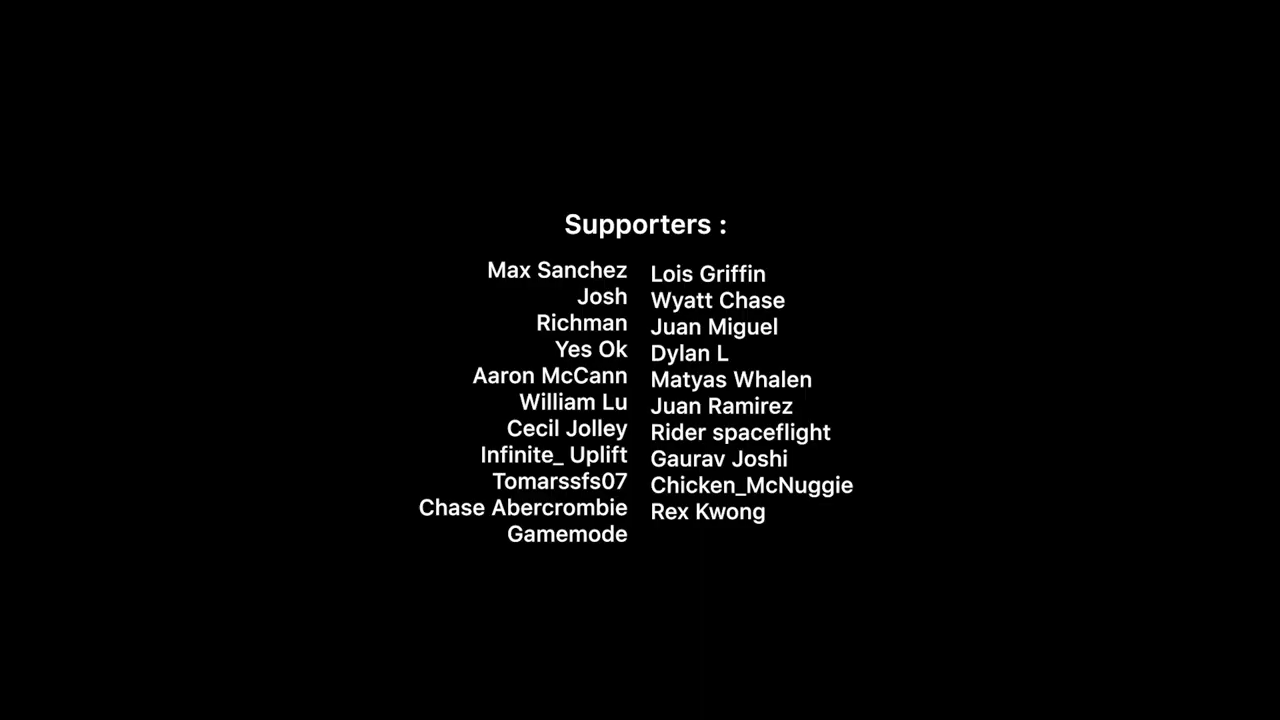 Supporters :
Max Sanchez
Josh
Richman
Yes Ok
Aaron McCann
William Lu
Cecil Jolley
Infinite_ Uplift
Tomarssfs07
Chase Abercrombie
Gamemode
Lois Griffin
Wyatt Chase
Juan Miguel
Dylan L
Matyas Whalen
Juan Ramirez
Rider spaceflight
Gaurav Joshi
Chicken_McNuggie
Rex Kwong